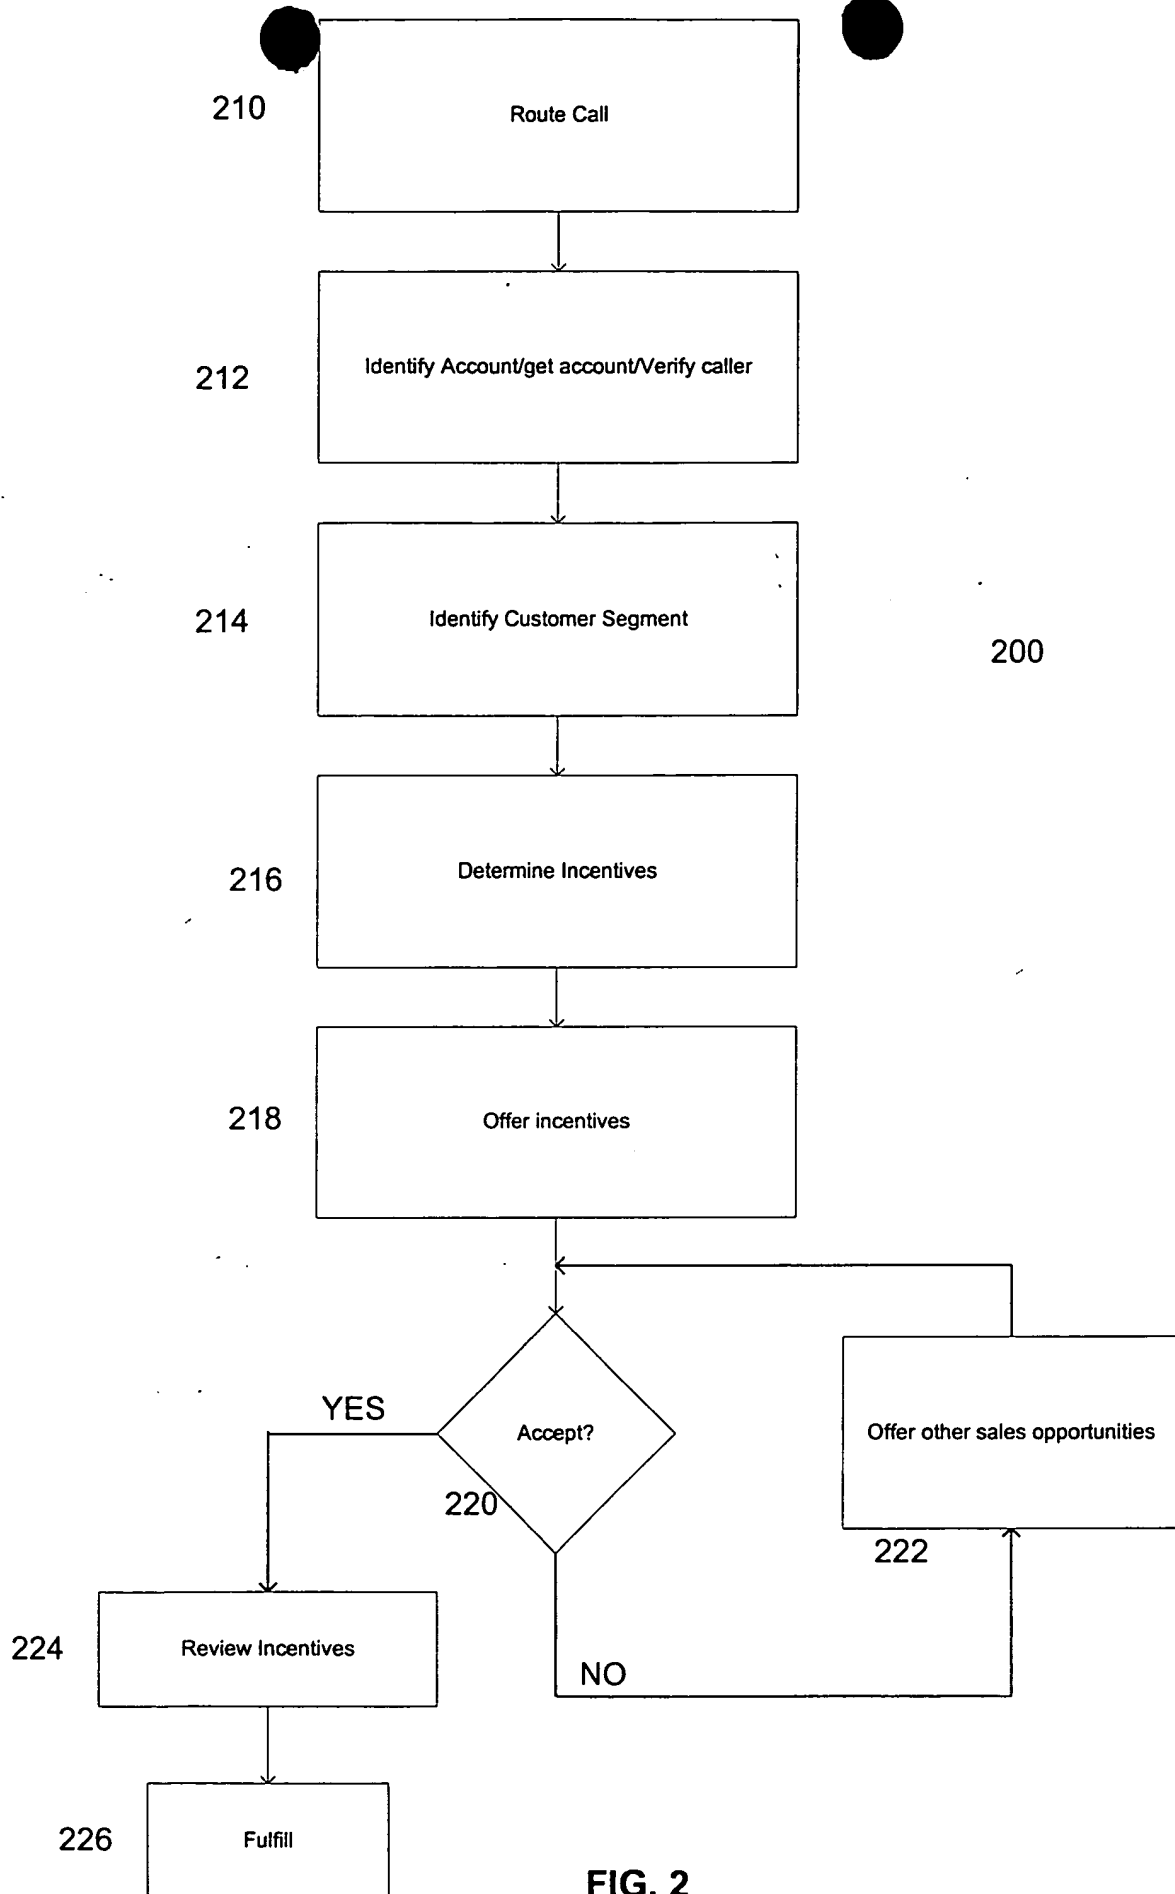 210
Route Call
212
Identify Account/get account/Verify caller
214
Identify Customer Segment
200
216
Determine Incentives
218
Offer incentives
YES
Accept?
Offer other sales opportunities
220
222
224
Review Incentives
NO
226
Fulfill
FIG. 2